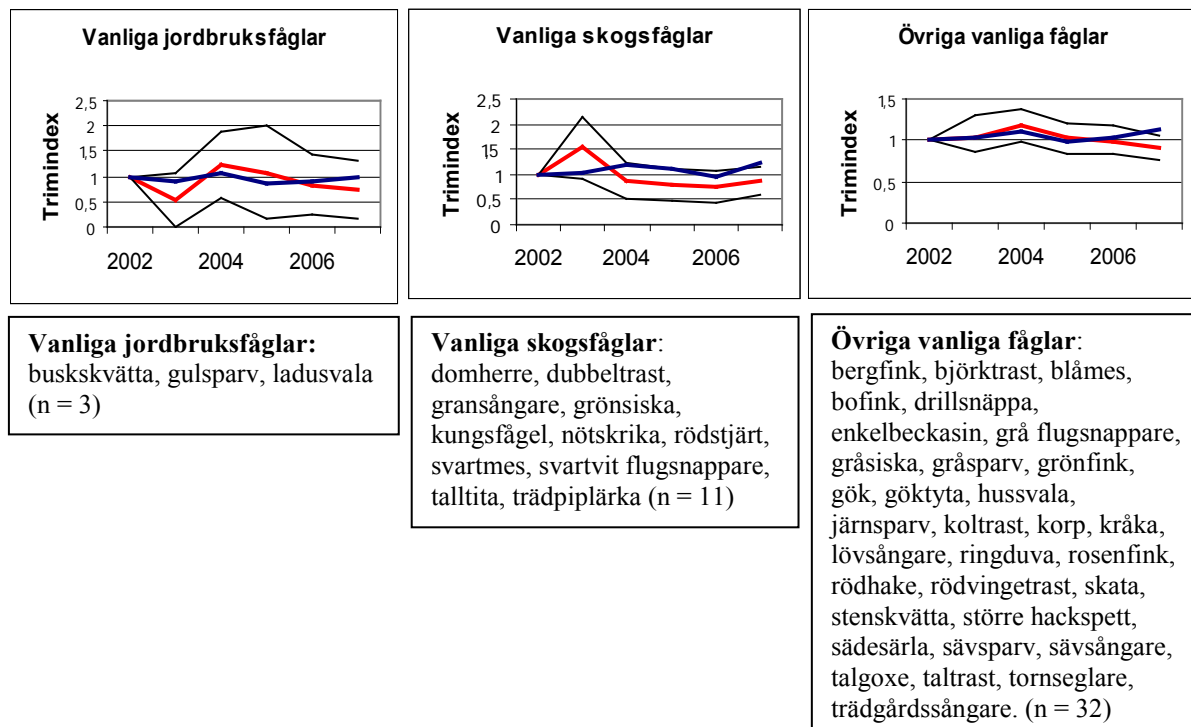 Vanliga jordbruksfåglar
Trimindex
2,5
2
1,5
1
0,5
0
2002 2004 2006
Vanliga skogsfåglar
Trimindex
2,5
2
1,5
1
0,5
0
2002 2004 2006
Övriga vanliga fåglar
Trimindex
1,5
1
0,5
0
2002 2004 2006
Vanliga jordbruksfåglar:
buskskvätta, gulsparv, ladusvala
(n = 3)
Vanliga skogsfåglar:
domherre, dubbeltrast,
gransångare, grönsiska,
kungsfågel, nötskrika, rödstjärt,
svartmes, svartvit flugsnappare,
talltita, trädpiplärka (n = 11)
Övriga vanliga fåglar:
bergfink, björktrast, blåmes,
bofink, drillsnäppa,
enkelbeckasin, grå flugsnappare,
gråsiska, gråsparv, grönfink,
gök, göktyta, hussvala,
järnsparv, koltrast, korp, kråka,
lövsångare, ringduva, rosenfink,
rödhake, rödvingetrast, skata,
stenskvätta, större hackspett,
sädesärla, sävsparv, sävsångare,
talgoxe, taltrast, tornseglare,
trädgårdssångare. (n = 32)